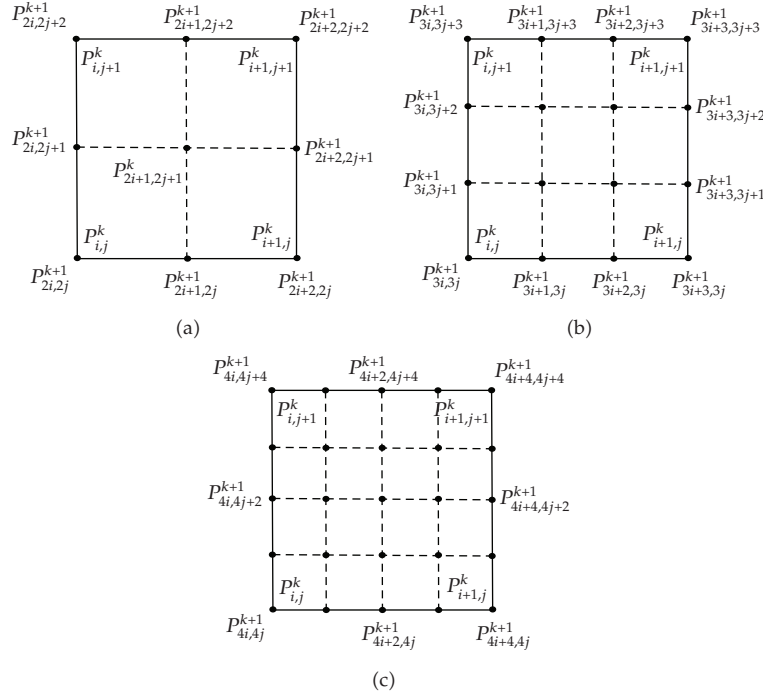 P^{k+1}_{2i,2j+2} P^{k+1}_{2i+1,2j+2} P^{k+1}_{2i+2,2j+2}
P^k_{i,j+1} P^k_{i+1,j+1}
P^{k+1}_{2i,2j+1} P^{k+1}_{2i+2,2j+1}
P^k_{2i+1,2j+1}
P^k_{i,j} P^k_{i+1,j}
P^{k+1}_{2i,2j} P^{k+1}_{2i+1,2j} P^{k+1}_{2i+2,2j}
(a)
P^{k+1}_{3i,3j+3} P^{k+1}_{3i+1,3j+3} P^{k+1}_{3i+2,3j+3} P^{k+1}_{3i+3,3j+3}
P^k_{i,j+1} P^k_{i+1,j+1}
P^{k+1}_{3i,3j+2} P^{k+1}_{3i+3,3j+2}
P^{k+1}_{3i,3j+1} P^{k+1}_{3i+3,3j+1}
P^k_{i,j} P^k_{i+1,j}
P^{k+1}_{3i,3j} P^{k+1}_{3i+1,3j} P^{k+1}_{3i+2,3j} P^{k+1}_{3i+3,3j}
(b)
P^{k+1}_{4i,4j+4} P^{k+1}_{4i+2,4j+4} P^{k+1}_{4i+4,4j+4}
P^k_{i,j+1} P^k_{i+1,j+1}
P^{k+1}_{4i,4j+2} P^{k+1}_{4i+4,4j+2}
P^k_{i,j} P^k_{i+1,j}
P^{k+1}_{4i,4j} P^{k+1}_{4i+2,4j} P^{k+1}_{4i+4,4j}
(c)